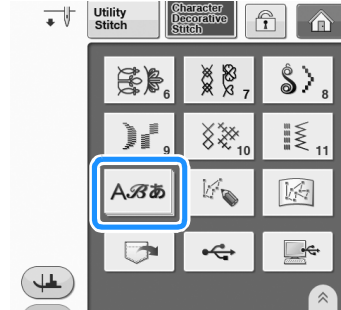 Utility
Stitch
Character
Decorative
Stitch
6
7
8
9
10
11
Aℬあ